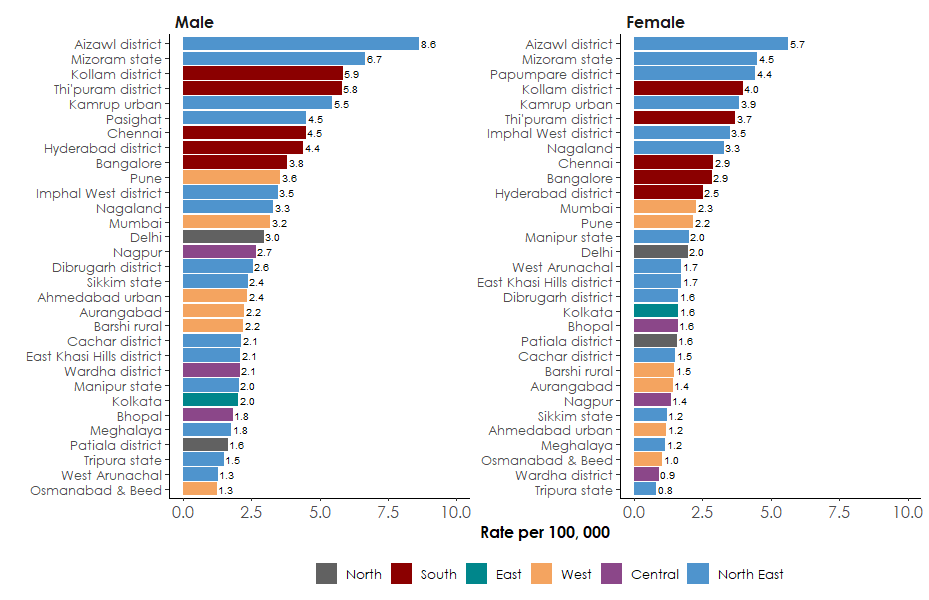 Male
Aizawl district 8.6
Mizoram state 6.7
Kollam district 5.9
Thi'puram district 5.8
Kamrup urban 5.5
Pasighat 4.5
Chennai 4.5
Hyderabad district 4.4
Bangalore 3.8
Pune 3.6
Imphal West district 3.5
Nagaland 3.3
Mumbai 3.2
Delhi 3.0
Nagpur 2.7
Dibrugarh district 2.6
Sikkim state 2.4
Ahmedabad urban 2.4
Aurangabad 2.2
Barshi rural 2.2
Cachar district 2.1
East Khasi Hills district 2.1
Wardha district 2.1
Manipur state 2.0
Kolkata 2.0
Bhopal 1.8
Meghalaya 1.8
Patiala district 1.6
Tripura state 1.5
West Arunachal 1.3
Osmanabad & Beed 1.3
0.0 2.5 5.0 7.5 10.0
Female
Aizawl district 5.7
Mizoram state 4.5
Papumpare district 4.4
Kollam district 4.0
Kamrup urban 3.9
Thi'puram district 3.7
Imphal West district 3.5
Nagaland 3.3
Chennai 2.9
Bangalore 2.9
Hyderabad district 2.5
Mumbai 2.3
Pune 2.2
Manipur state 2.0
Delhi 2.0
West Arunachal 1.7
East Khasi Hills district 1.7
Dibrugarh district 1.6
Kolkata 1.6
Bhopal 1.6
Patiala district 1.6
Cachar district 1.5
Barshi rural 1.5
Aurangabad 1.4
Nagpur 1.4
Sikkim state 1.2
Ahmedabad urban 1.2
Meghalaya 1.2
Osmanabad & Beed 1.0
Wardha district 0.9
Tripura state 0.8
0.0 2.5 5.0 7.5 10.0
Rate per 100, 000
North South East West Central North East